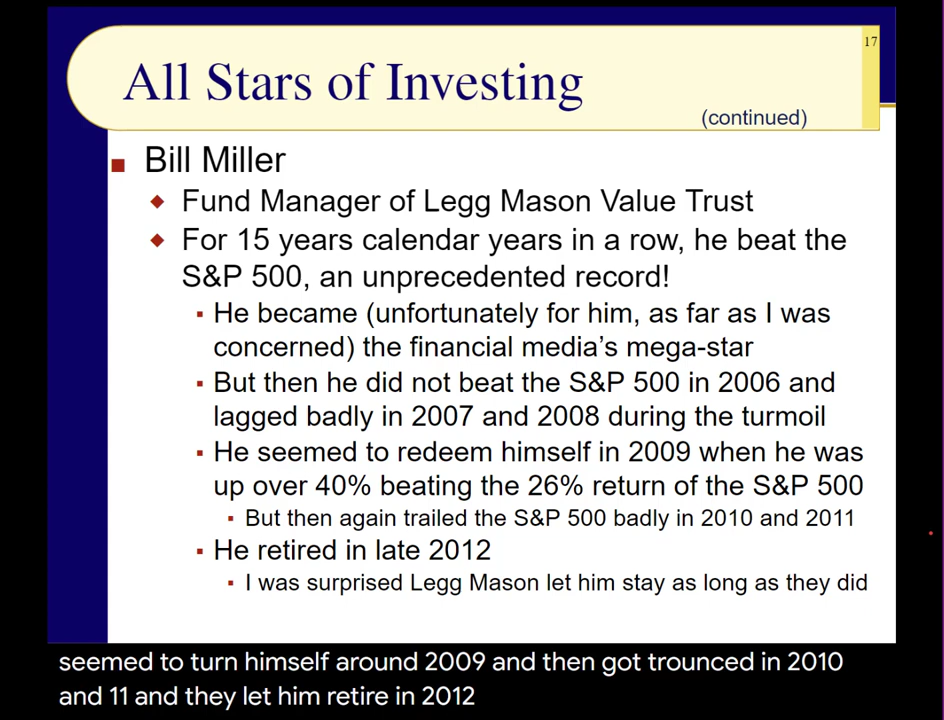 17
All Stars of Investing
(continued)
Bill Miller
Fund Manager of Legg Mason Value Trust
For 15 years calendar years in a row, he beat the
S&P 500, an unprecedented record!
He became (unfortunately for him, as far as I was
concerned) the financial media’s mega-star
But then he did not beat the S&P 500 in 2006 and
lagged badly in 2007 and 2008 during the turmoil
He seemed to redeem himself in 2009 when he was
up over 40% beating the 26% return of the S&P 500
But then again trailed the S&P 500 badly in 2010 and 2011
He retired in late 2012
I was surprised Legg Mason let him stay as long as they did
seemed to turn himself around 2009 and then got trounced in 2010
and 11 and they let him retire in 2012